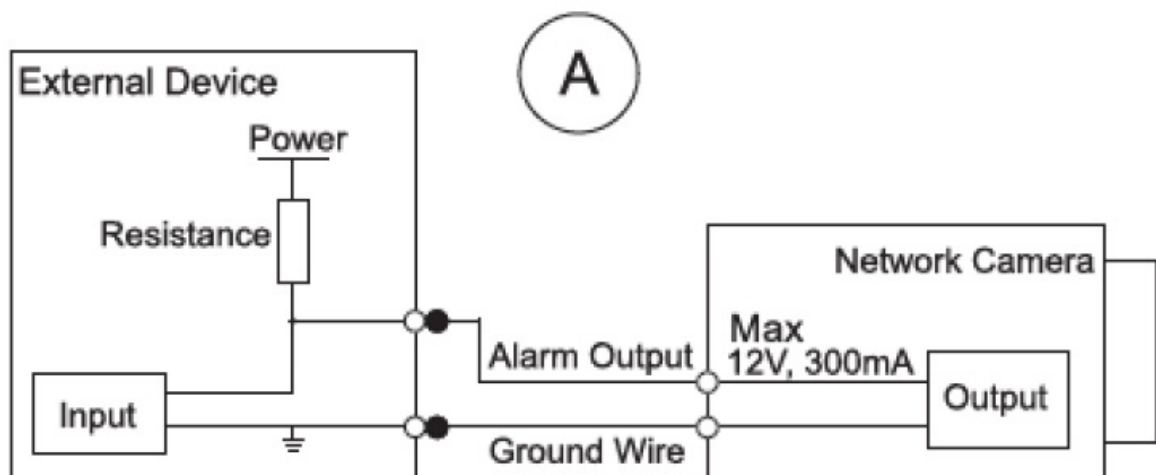 A
External Device
Power
Resistance
Network Camera
Max
12V, 300mA
Alarm Output
Output
Input
Ground Wire